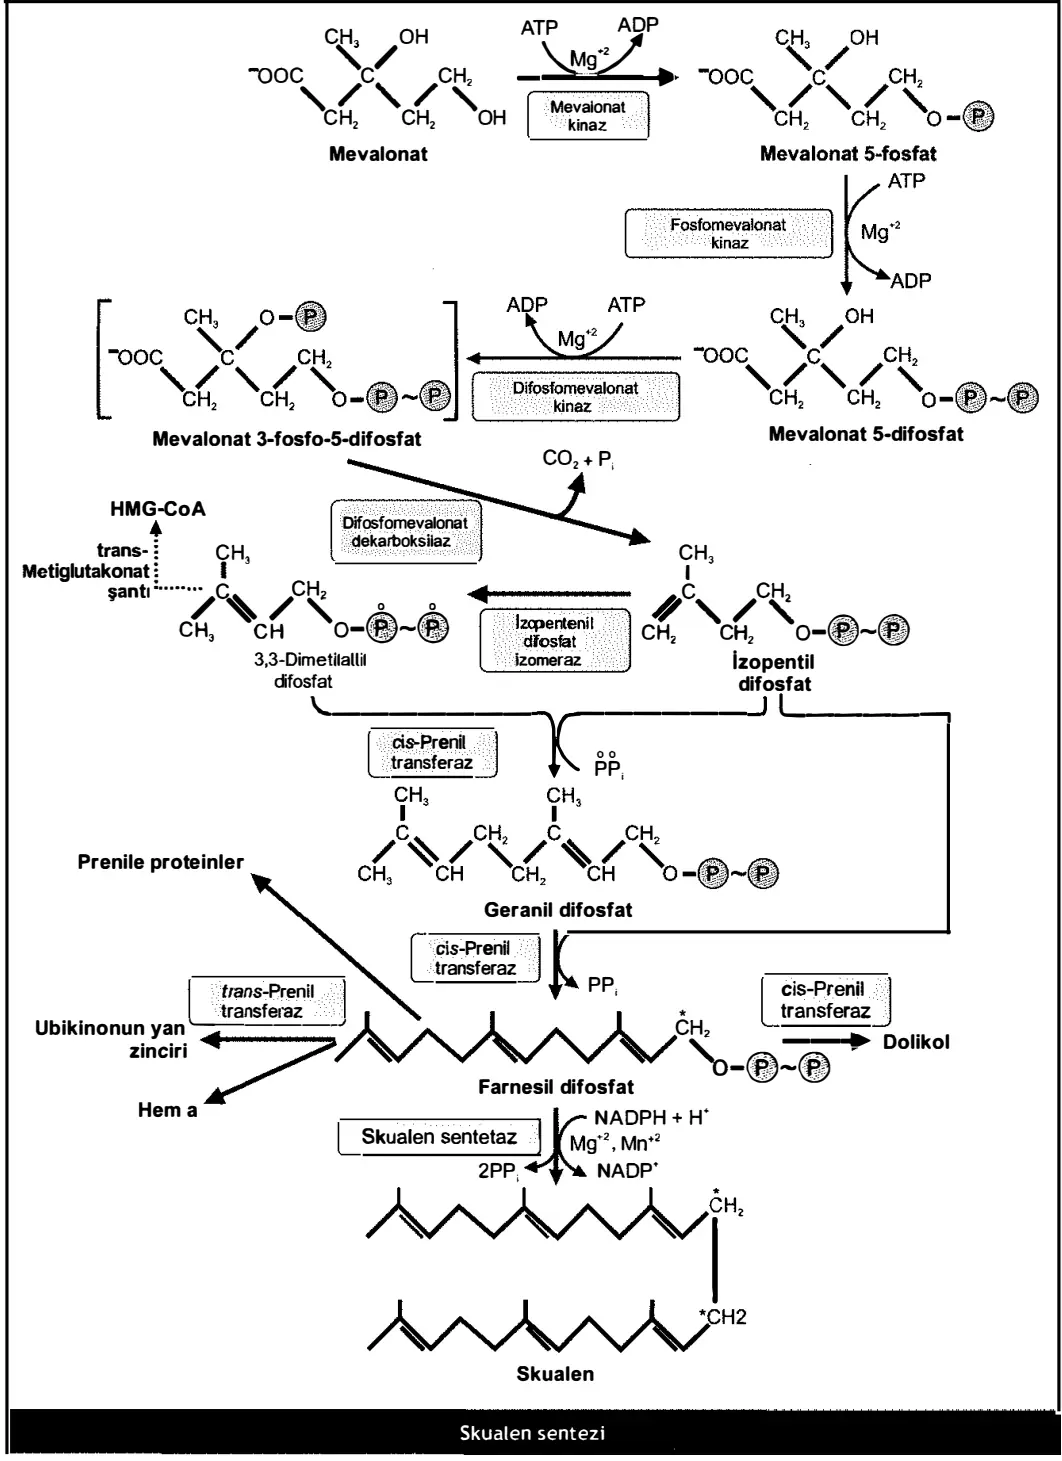 CH₃ OH
⁻OOC C CH₂
CH₂ CH₂ OH
Mevalonat
ATP ADP
Mg⁺²
Mevalonat
kinaz
CH₃ OH
⁻OOC C CH₂
CH₂ CH₂ O-P
Mevalonat 5-fosfat
ATP
Fosfomevalonat
kinaz
Mg⁺²
ADP
CH₃ O-P
⁻OOC C CH₂
CH₂ CH₂ O-P~P
Mevalonat 3-fosfo-5-difosfat
ADP ATP
Mg⁺²
Difosfomevalonat
kinaz
CH₃ OH
⁻OOC C CH₂
CH₂ CH₂ O-P~P
Mevalonat 5-difosfat
CO₂ + Pᵢ
Difosfomevalonat
dekarboksilaz
HMG-CoA
trans-
Metiglutakonat
şantı
CH₃
C CH₂
CH₃ CH O-P~P
o o
3,3-Dimetilallil
difosfat
İzopentenil
difosfat
izomeraz
CH₃
C CH₂
CH₂ CH₂ O-P~P
İzopentil
difosfat
cis-Prenil
transferaz
o o
PPᵢ
CH₃ CH₃
C CH₂ C CH₂
CH₃ CH CH₂ CH O-P~P
Geranil difosfat
Prenile proteinler
cis-Prenil
transferaz
PPᵢ
trans-Prenil
transferaz
Ubikinonun yan
zinciri
Hem a
*
CH₂
O-P~P
Farnesil difosfat
cis-Prenil
transferaz
Dolikol
Skualen sentetaz
NADPH + H⁺
Mg⁺², Mn⁺²
2PPᵢ NADP⁺
*
CH₂
*CH2
Skualen
Skualen sentezi